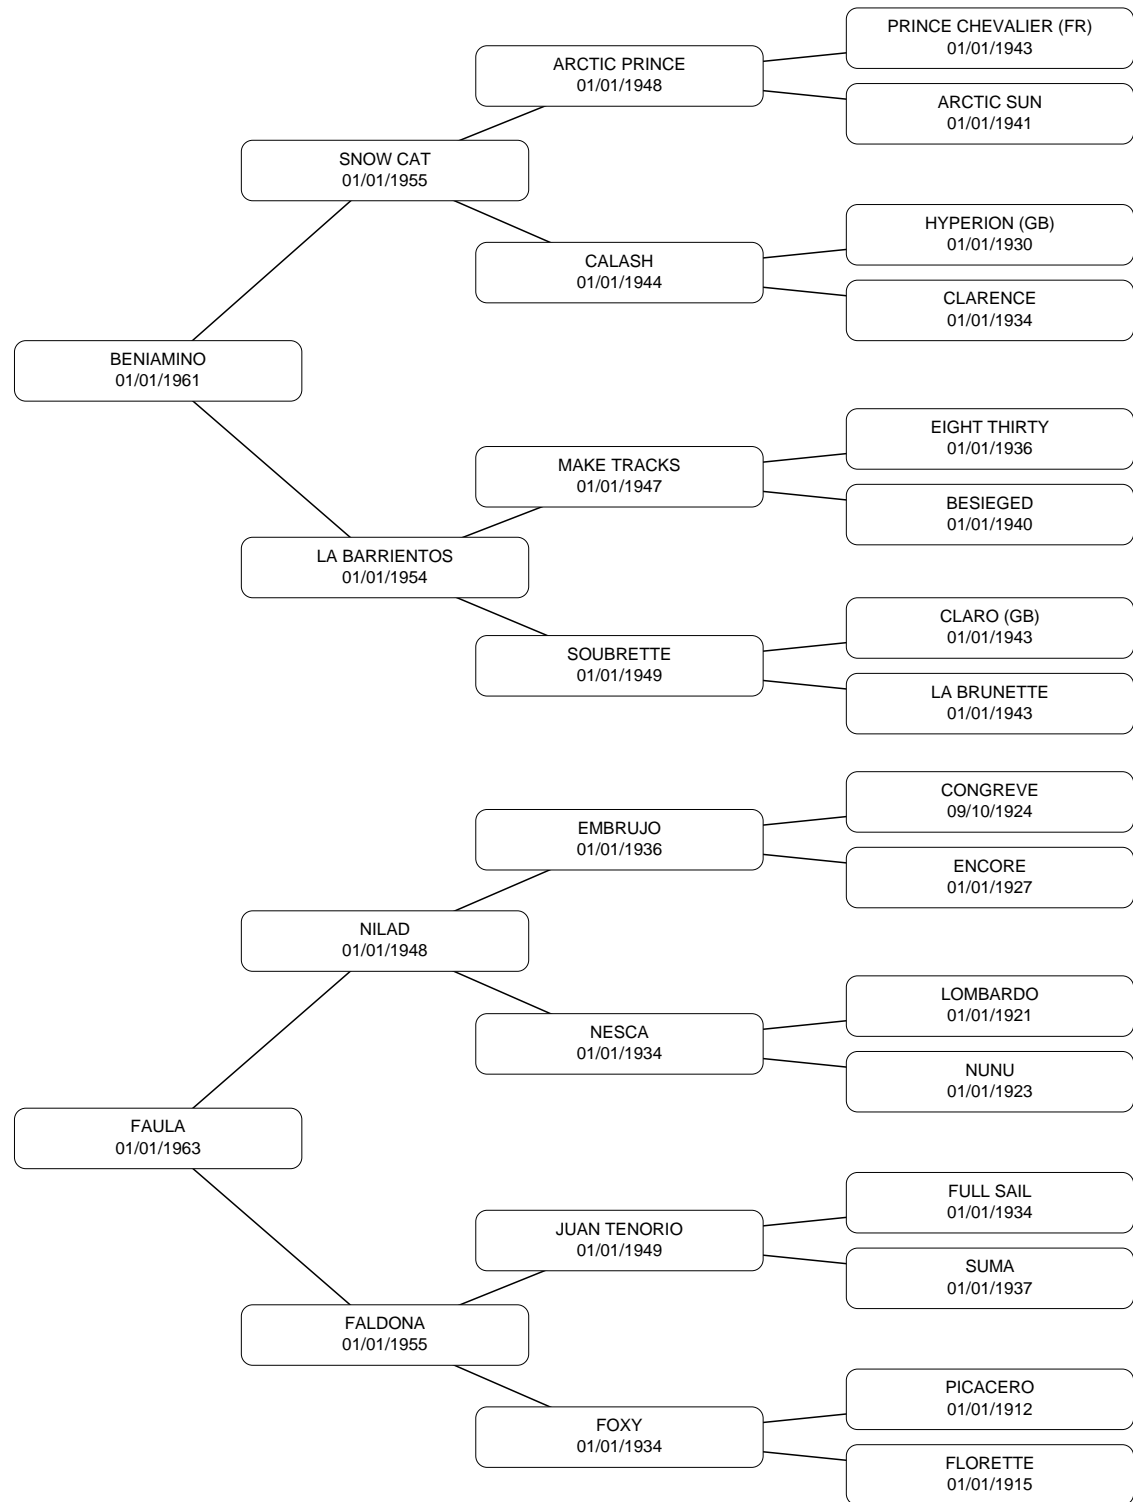 PRINCE CHEVALIER (FR)
01/01/1943
ARCTIC PRINCE
01/01/1948
ARCTIC SUN
01/01/1941
SNOW CAT
01/01/1955
HYPERION (GB)
01/01/1930
CALASH
01/01/1944
CLARENCE
01/01/1934
BENIAMINO
01/01/1961
EIGHT THIRTY
01/01/1936
MAKE TRACKS
01/01/1947
BESIEGED
01/01/1940
LA BARRIENTOS
01/01/1954
CLARO (GB)
01/01/1943
SOUBRETTE
01/01/1949
LA BRUNETTE
01/01/1943
CONGREVE
09/10/1924
EMBRUJO
01/01/1936
ENCORE
01/01/1927
NILAD
01/01/1948
LOMBARDO
01/01/1921
NESCA
01/01/1934
NUNU
01/01/1923
FAULA
01/01/1963
FULL SAIL
01/01/1934
JUAN TENORIO
01/01/1949
SUMA
01/01/1937
FALDONA
01/01/1955
PICACERO
01/01/1912
FOXY
01/01/1934
FLORETTE
01/01/1915